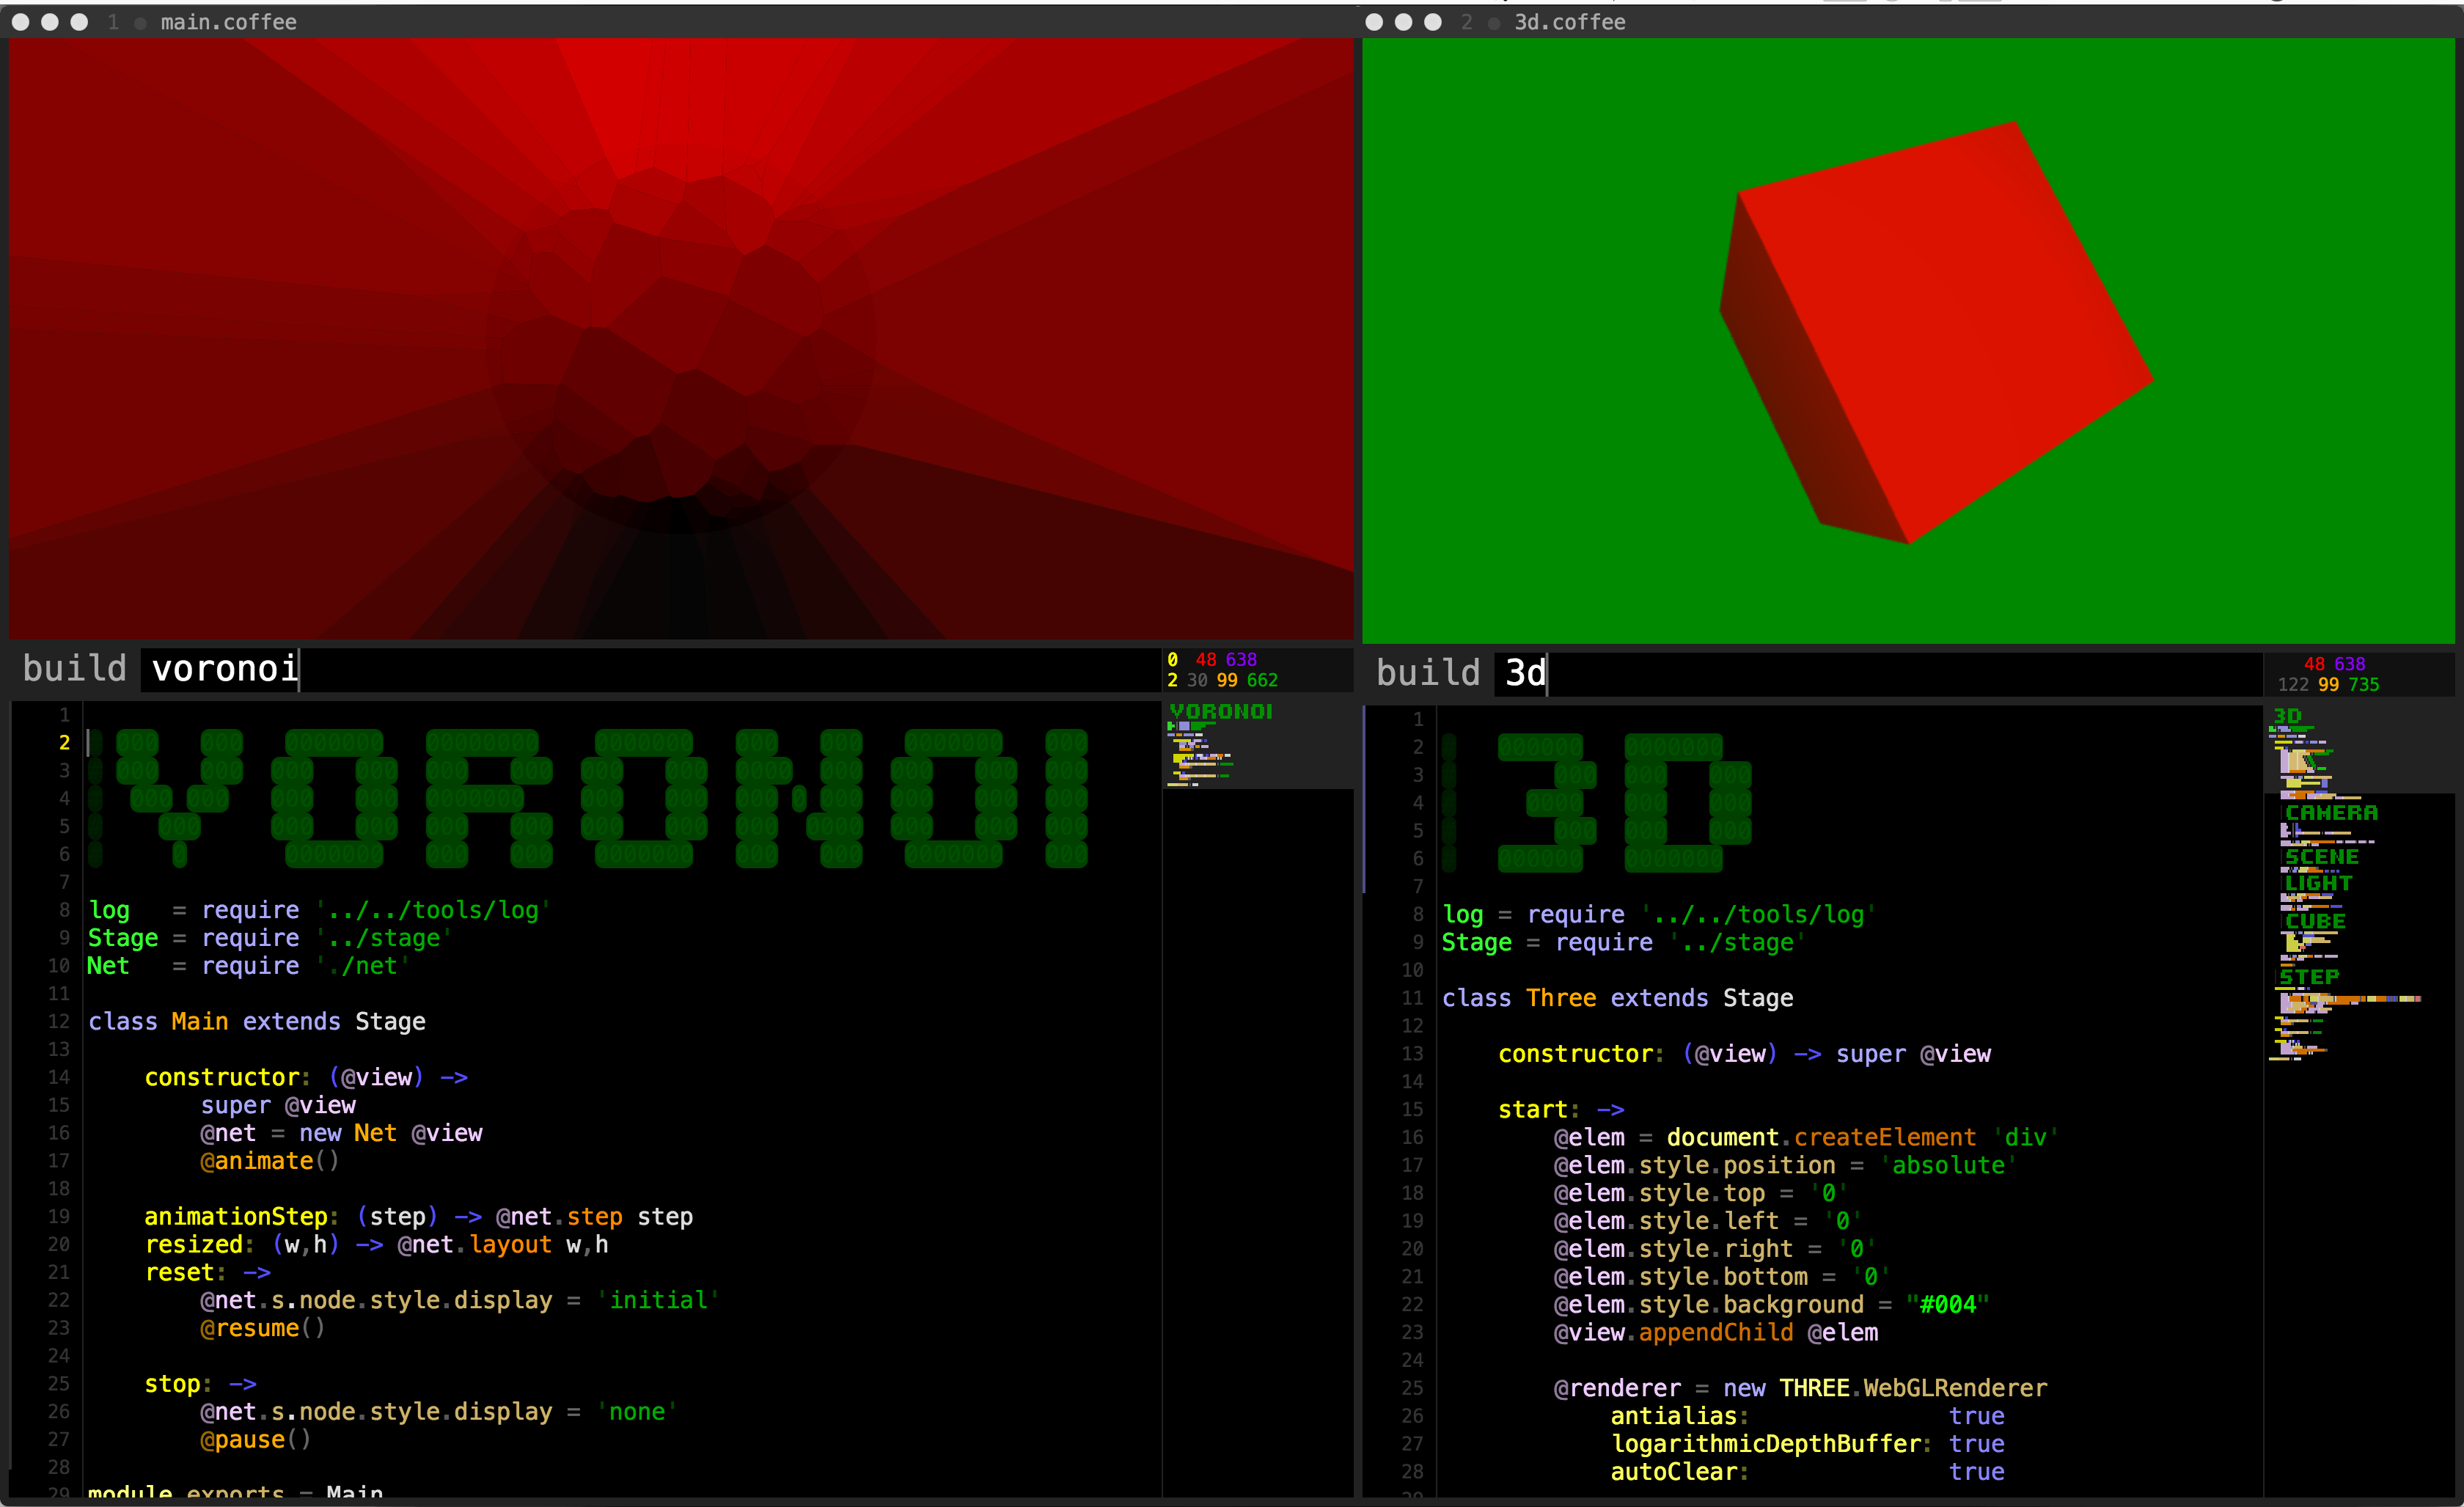 1 ● main.coffee
build voronoi
0 48 638
2 30 99 662
VORONOI
1
2
3
4
5
6
7
VORONOI
8 log = require '../../tools/log'
9 Stage = require '../stage'
10 Net = require './net'
11
12 class Main extends Stage
13
14 constructor: (@view) ->
15 super @view
16 @net = new Net @view
17 @animate()
18
19 animationStep: (step) -> @net.step step
20 resized: (w,h) -> @net.layout w,h
21 reset: ->
22 @net.s.node.style.display = 'initial'
23 @resume()
24
25 stop: ->
26 @net.s.node.style.display = 'none'
27 @pause()
28
29 module.exports = Main
2 ● 3d.coffee
build 3d
48 638
122 99 735
1
2
3
4
5
6
7
3D
8 log = require '../../tools/log'
9 Stage = require '../stage'
10
11 class Three extends Stage
12
13 constructor: (@view) -> super @view
14
15 start: ->
16 @elem = document.createElement 'div'
17 @elem.style.position = 'absolute'
18 @elem.style.top = '0'
19 @elem.style.left = '0'
20 @elem.style.right = '0'
21 @elem.style.bottom = '0'
22 @elem.style.background = "#004"
23 @view.appendChild @elem
24
25 @renderer = new THREE.WebGLRenderer
26 antialias: true
27 logarithmicDepthBuffer: true
28 autoClear: true
3D
CAMERA
SCENE
LIGHT
CUBE
STEP